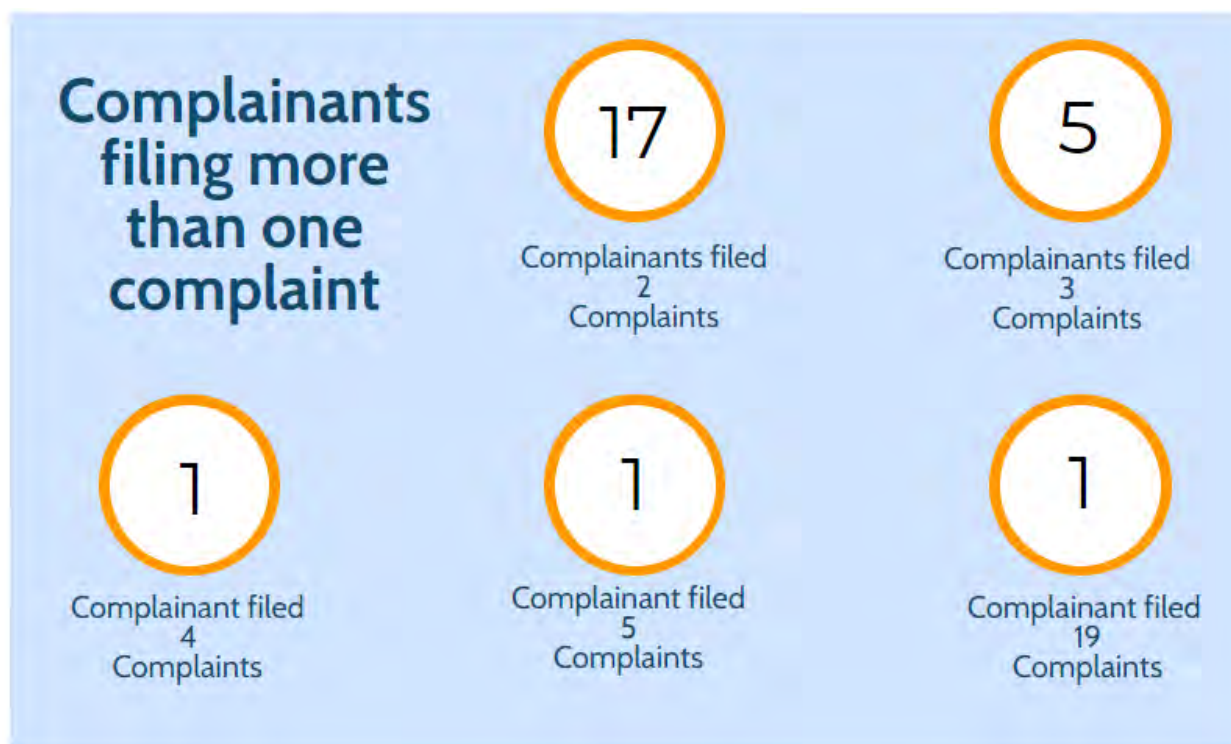 Complainants
filing more
than one
complaint
17
Complainants filed
2
Complaints
5
Complainants filed
3
Complaints
1
Complainant filed
4
Complaints
1
Complainant filed
5
Complaints
1
Complainant filed
19
Complaints